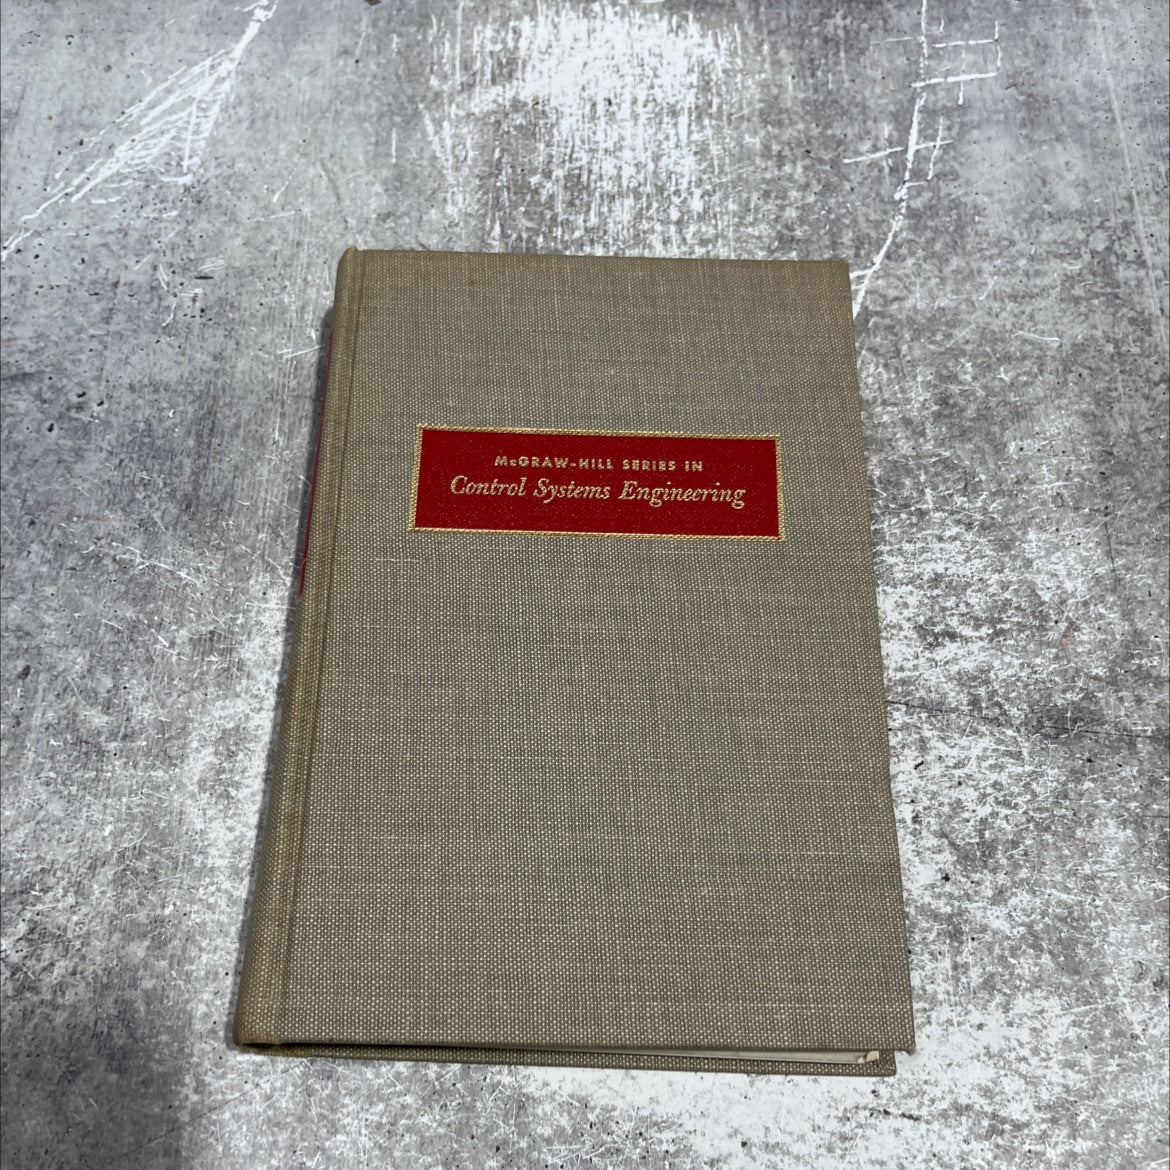 McGRAW-HILL SERIES IN
Control Systems Engineering